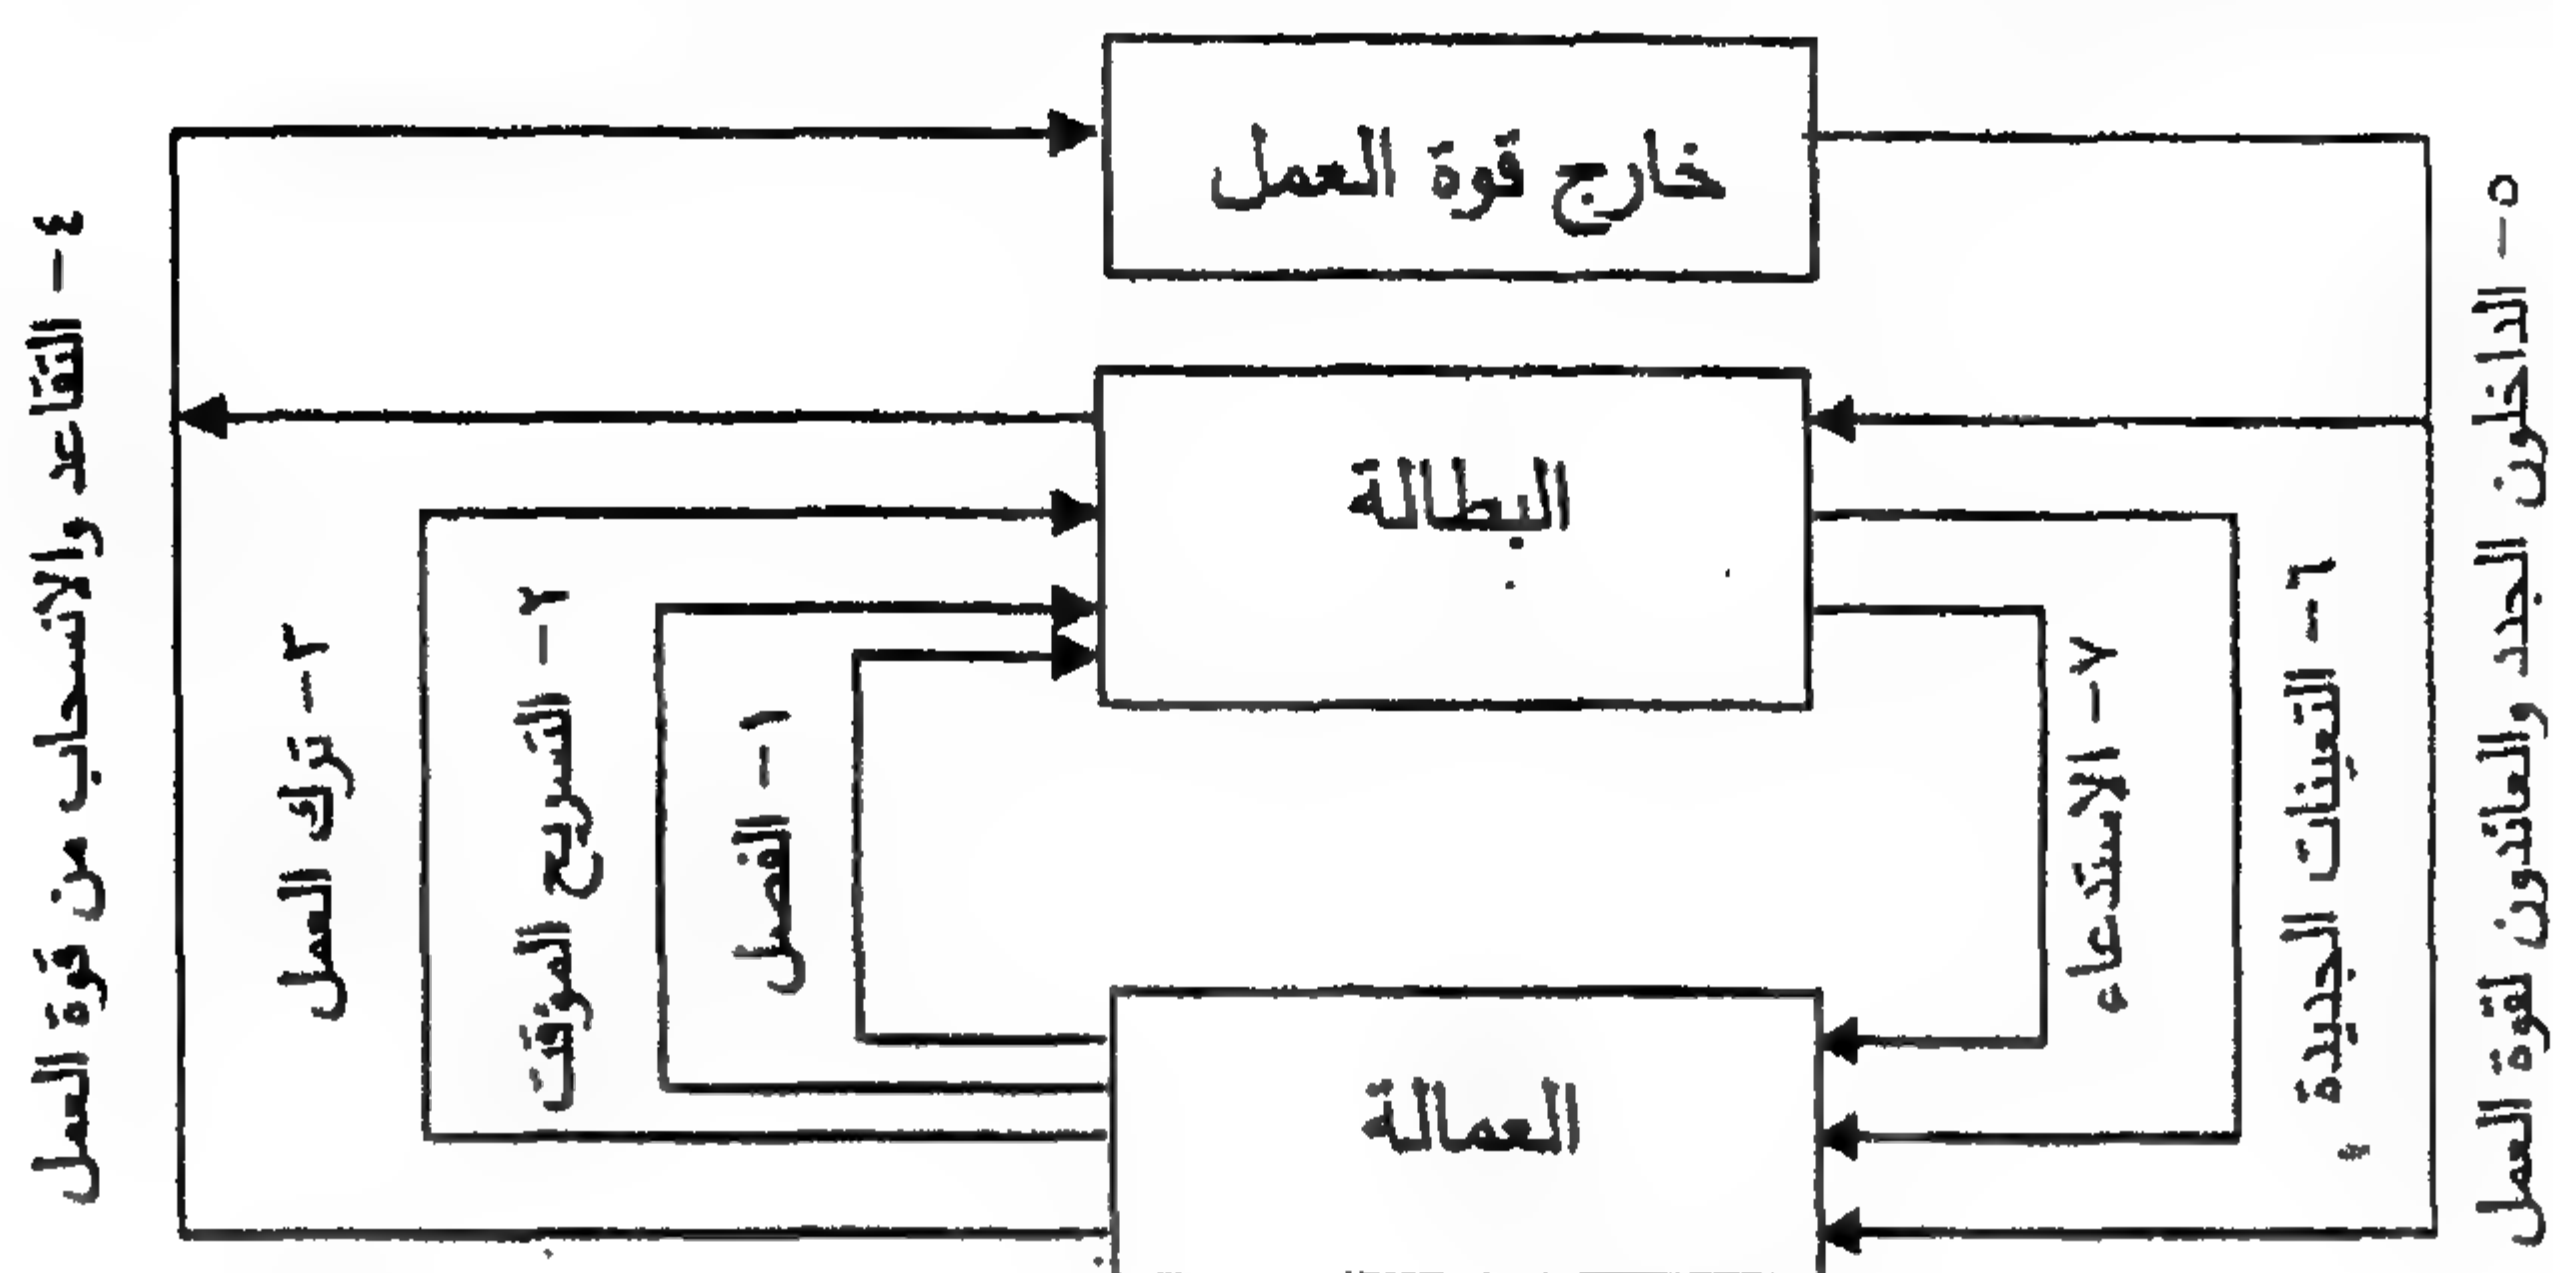 خارج قوة العمل
البطالة
العمالة
١- الفصل
٢- التسريح المؤقت
٣- ترك العمل
٤- التقاعد والانسحاب من قوة العمل
٥- الداخلون الجدد والعائدون لقوة العمل
٦- التعينات الجديدة
٧- الاستدعاء